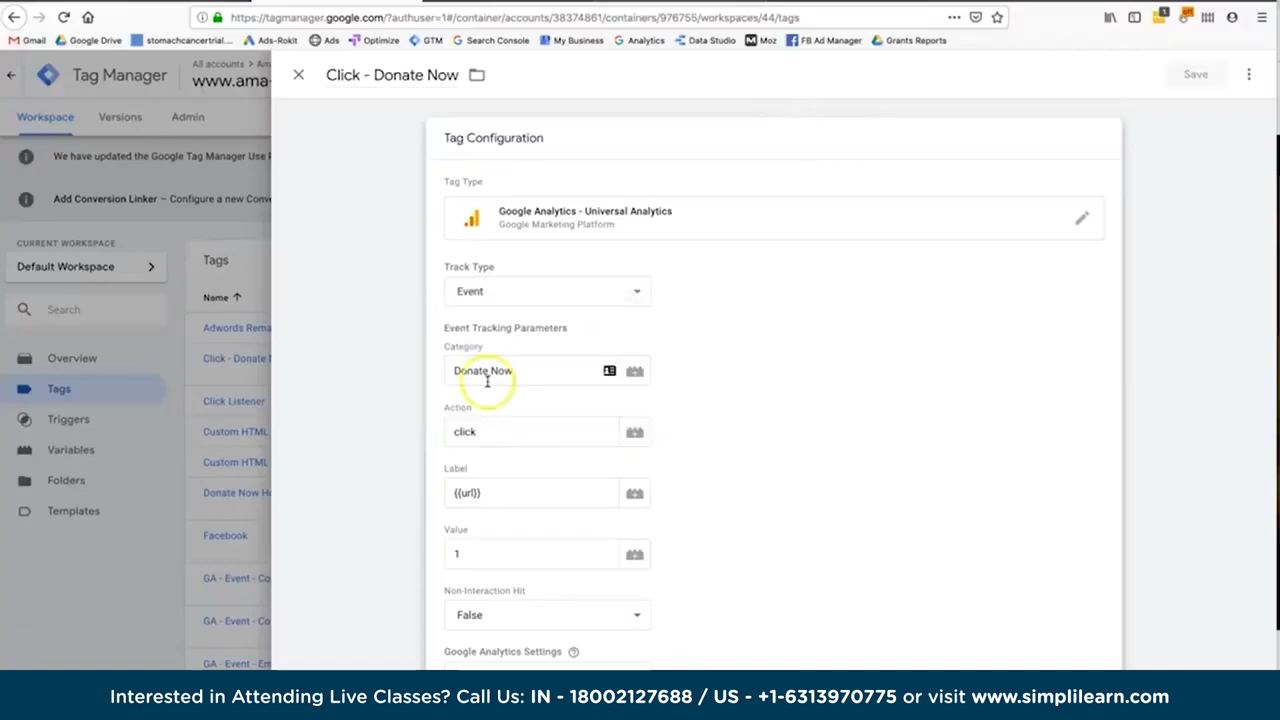 https://tagmanager.google.com/?authuser=1#/container/accounts/38374861/containers/976755/workspaces/44/tags
Gmail Google Drive stomachcancertrial.... Ads-Rokit Ads Optimize GTM Search Console My Business Analytics Data Studio Moz FB Ad Manager Grants Reports
Tag Manager
All accounts > Am
www.ama
Click - Donate Now
Save
Workspace Versions Admin
We have updated the Google Tag Manager Use
Add Conversion Linker – Configure a new Conv
CURRENT WORKSPACE
Default Workspace
Search
Overview
Tags
Triggers
Variables
Folders
Templates
Tags
Name
Adwords Rema
Click - Donate
Click Listener
Custom HTML
Custom HTML
Donate Now H
Facebook
GA - Event - Co
GA - Event - Co
GA - Event - Em
Tag Configuration
Tag Type
Google Analytics - Universal Analytics
Google Marketing Platform
Track Type
Event
Event Tracking Parameters
Category
Donate Now
Action
click
Label
{{url}}
Value
1
Non-Interaction Hit
False
Google Analytics Settings
Interested in Attending Live Classes? Call Us: IN - 18002127688 / US - +1-6313970775 or visit www.simplilearn.com